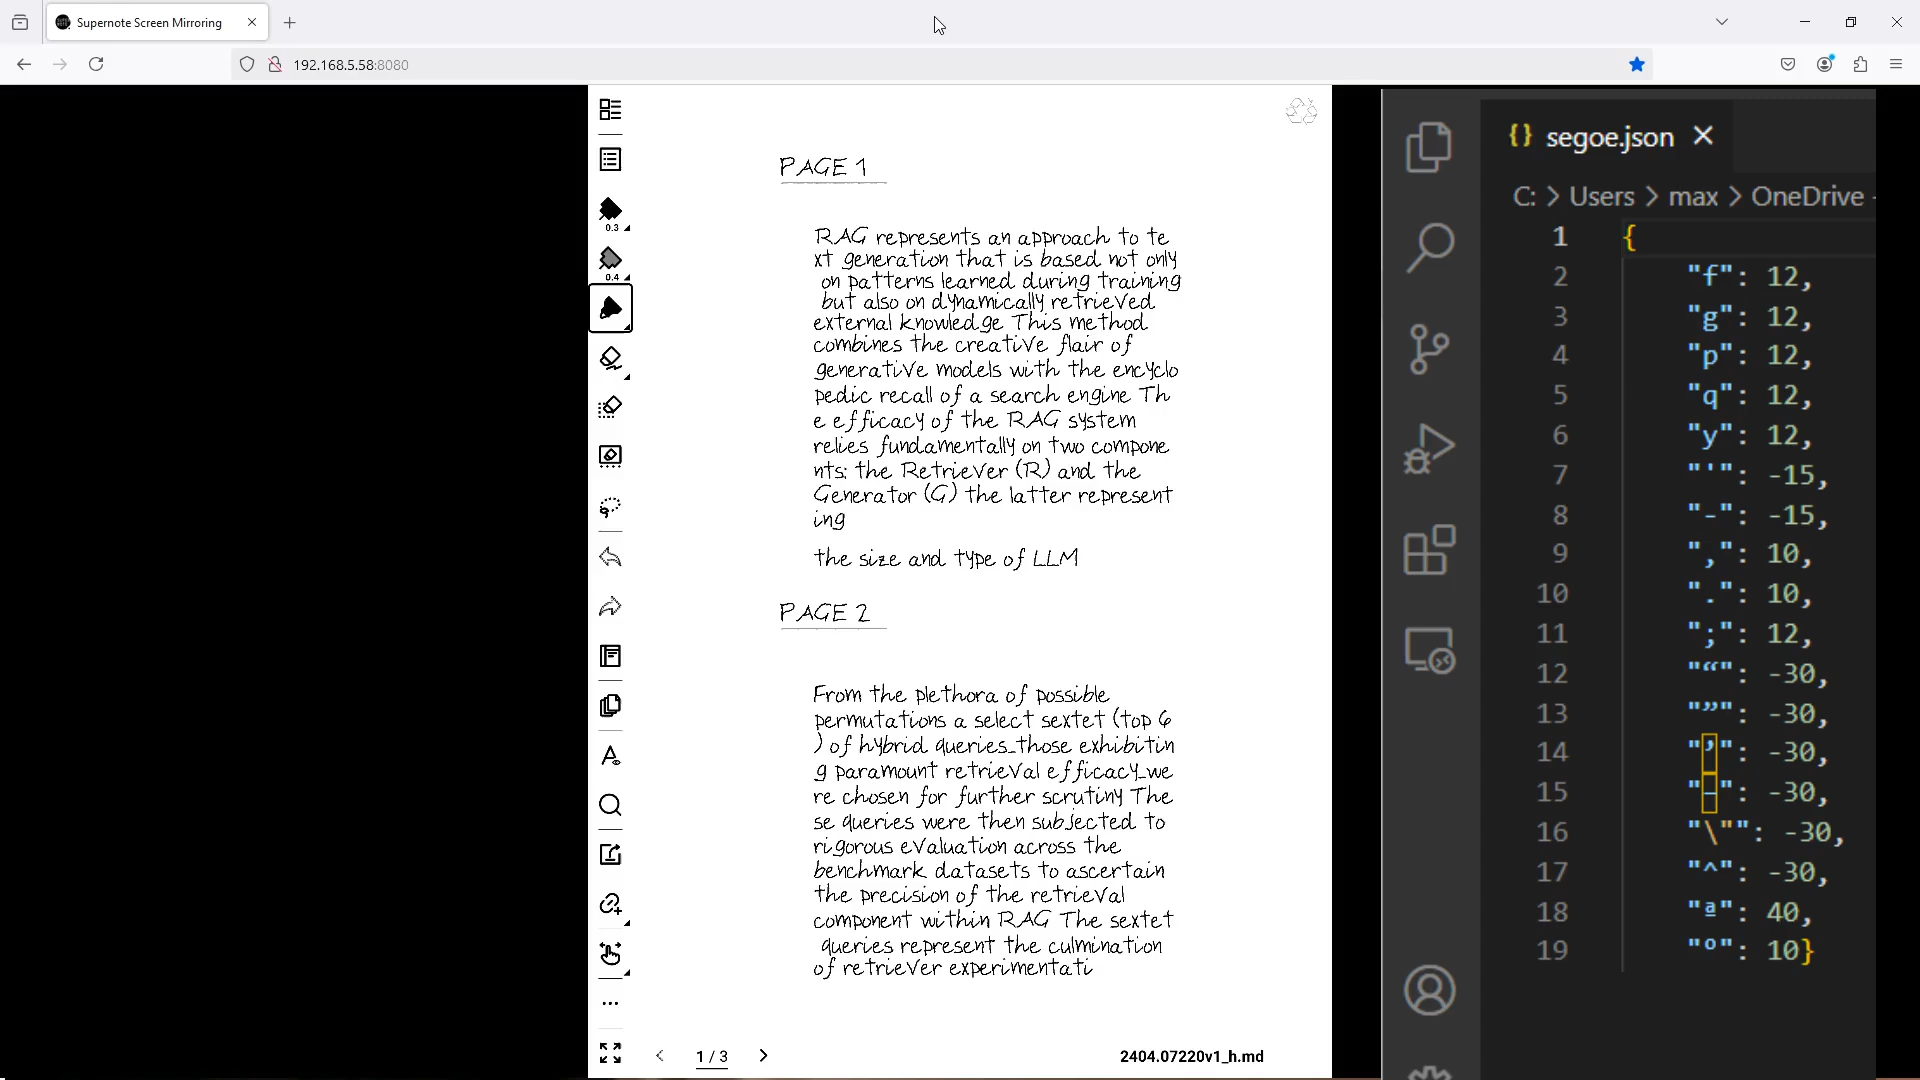 Supernote Screen Mirroring
192.168.5.58:8080
PAGE 1
RAG represents an approach to te
xt generation that is based not only
on patterns learned during training
but also on dynamically retrieved
external knowledge This method
combines the creative flair of
generative models with the encyclo
pedic recall of a search engine Th
e efficacy of the RAG system
relies fundamentally on two compone
nts: the Retriever (R) and the
Generator (G) the latter represent
ing
the size and type of LLM
PAGE 2
From the plethora of possible
permutations a select sextet (top 6
) of hybrid queries_those exhibitin
g paramount retrieval efficacy_we
re chosen for further scrutiny The
se queries were then subjected to
rigorous evaluation across the
benchmark datasets to ascertain
the precision of the retrieval
component within RAG The sextet
queries represent the culmination
of retriever experimentati
0.3
0.4
1 / 3
2404.07220v1_h.md
{} segoe.json
C: > Users > max > OneDrive -
1 {
2 "f": 12,
3 "g": 12,
4 "p": 12,
5 "q": 12,
6 "y": 12,
7 "'": -15,
8 "-": -15,
9 ",": 10,
10 ".": 10,
11 ";": 12,
12 "“": -30,
13 "”": -30,
14 "’": -30,
15 "–": -30,
16 "\"": -30,
17 "^": -30,
18 "ª": 40,
19 "º": 10}